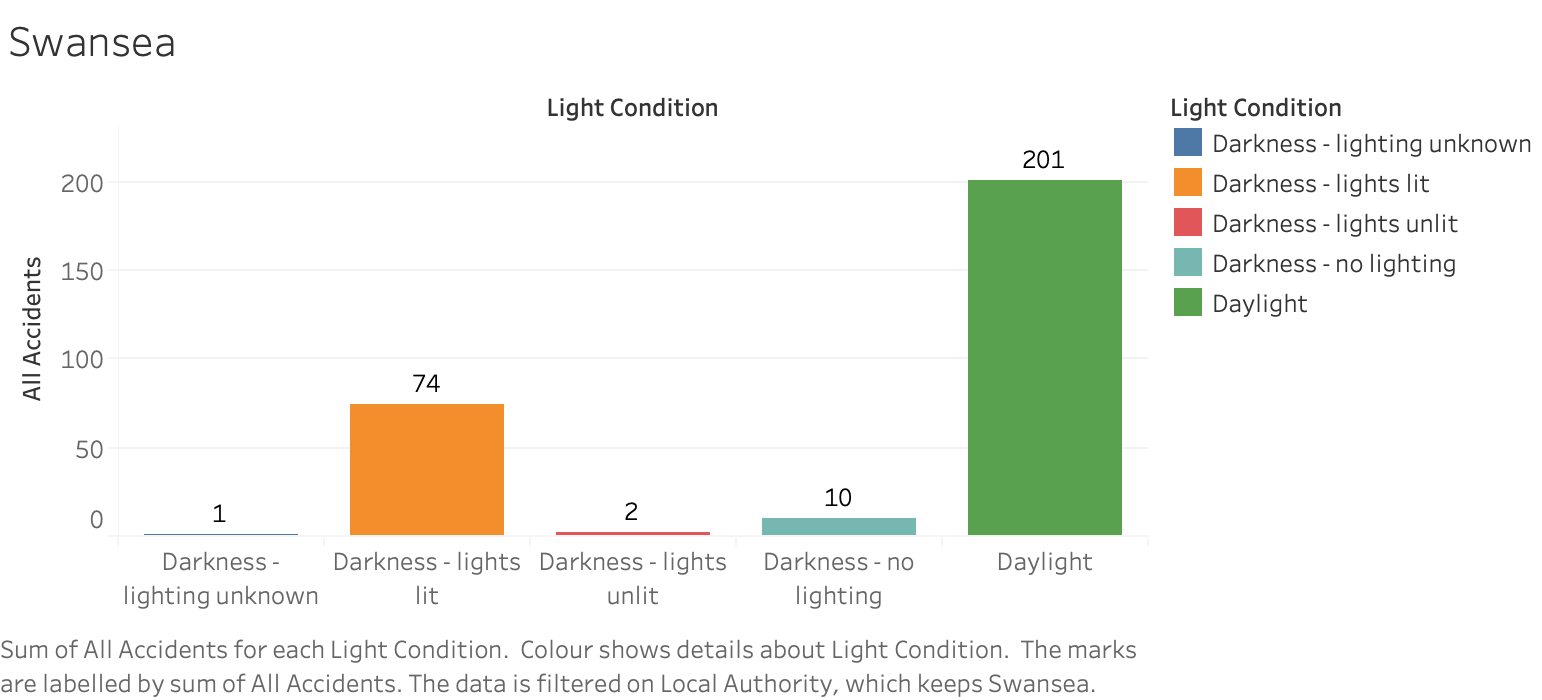 Swansea
Light Condition
201
200
150
All Accidents
100
74
50
10
2
1
0
Darkness -
lighting unknown
Darkness - lights
lit
Darkness - lights
unlit
Darkness - no
lighting
Daylight
Light Condition
Darkness - lighting unknown
Darkness - lights lit
Darkness - lights unlit
Darkness - no lighting
Daylight
Sum of All Accidents for each Light Condition.  Colour shows details about Light Condition.  The marks
are labelled by sum of All Accidents. The data is filtered on Local Authority, which keeps Swansea.